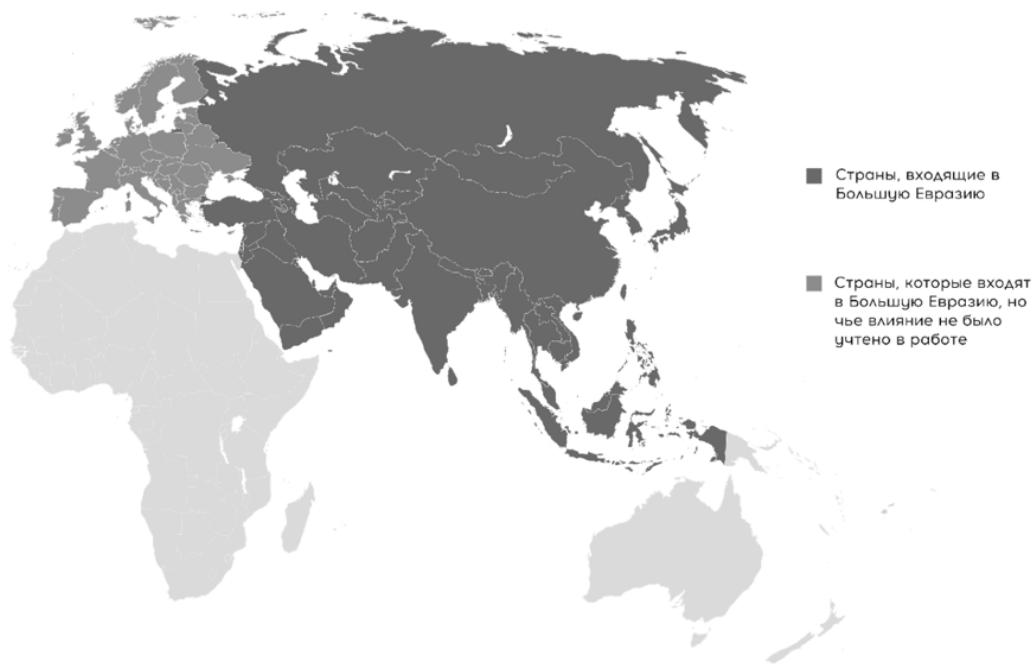 Страны, входящие в
Большую Евразию
Страны, которые входят
в Большую Евразию, но
чье влияние не было
учтено в работе